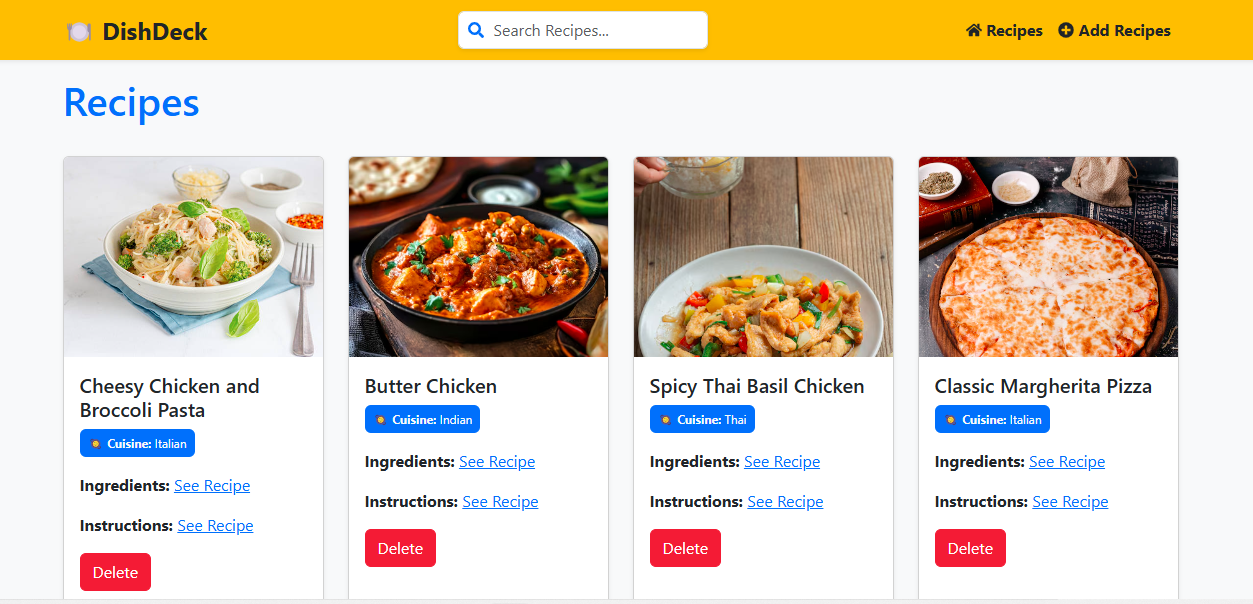 DishDeck
Search Recipes...
Recipes
Add Recipes
Recipes
Cheesy Chicken and
Broccoli Pasta
Cuisine: Italian
Ingredients: See Recipe
Instructions: See Recipe
Delete
Butter Chicken
Cuisine: Indian
Ingredients: See Recipe
Instructions: See Recipe
Delete
Spicy Thai Basil Chicken
Cuisine: Thai
Ingredients: See Recipe
Instructions: See Recipe
Delete
Classic Margherita Pizza
Cuisine: Italian
Ingredients: See Recipe
Instructions: See Recipe
Delete